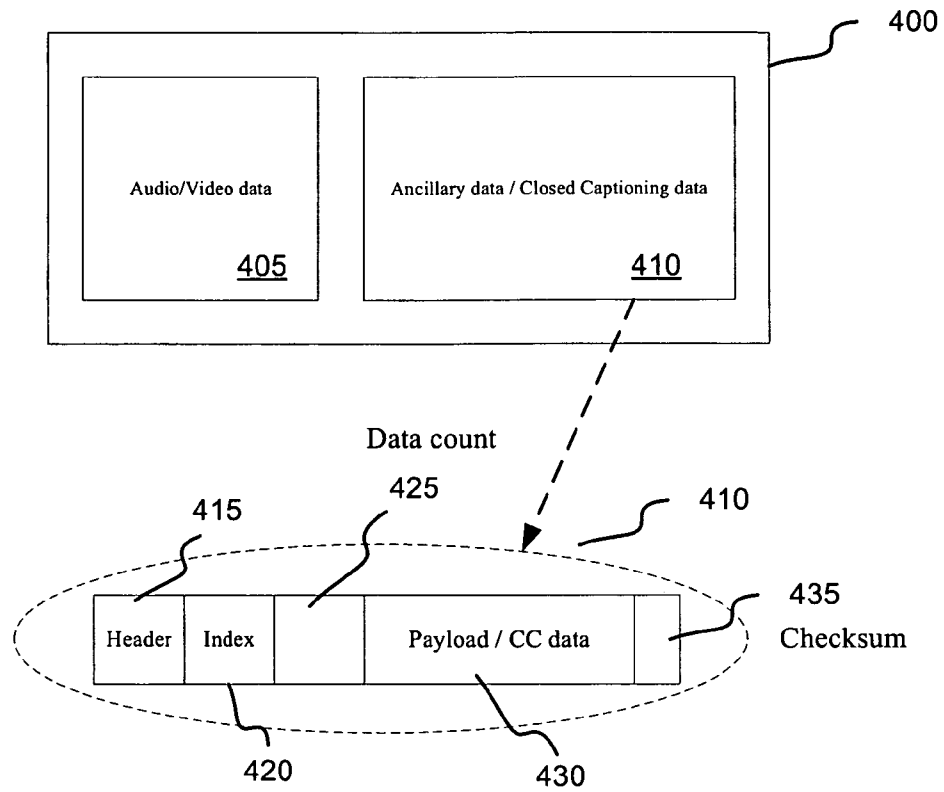 400
Audio/Video data
405
Ancillary data / Closed Captioning data
410
Data count
425
415
410
Header
Index
Payload / CC data
435
Checksum
420
430